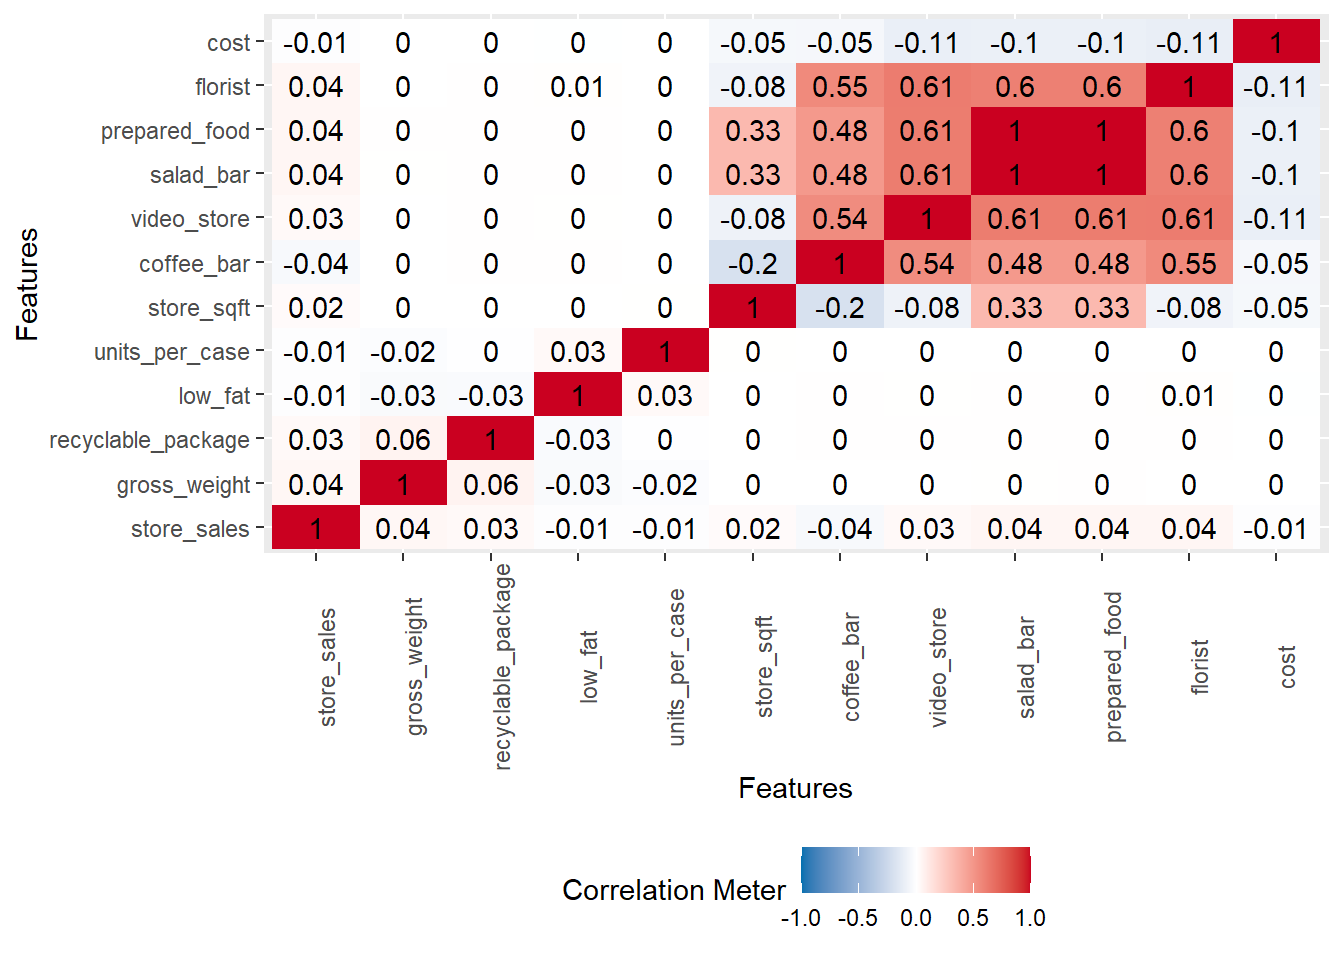 cost -0.01 0 0 0 0 -0.05 -0.05 -0.11 -0.1 -0.1 -0.11 1
florist 0.04 0 0 0.01 0 -0.08 0.55 0.61 0.6 0.6 1 -0.11
prepared_food 0.04 0 0 0 0 0.33 0.48 0.61 1 1 0.6 -0.1
salad_bar 0.04 0 0 0 0 0.33 0.48 0.61 1 1 0.6 -0.1
video_store 0.03 0 0 0 0 -0.08 0.54 1 0.61 0.61 0.61 -0.11
coffee_bar -0.04 0 0 0 0 -0.2 1 0.54 0.48 0.48 0.55 -0.05
store_sqft 0.02 0 0 0 0 1 -0.2 -0.08 0.33 0.33 -0.08 -0.05
units_per_case -0.01 -0.02 0 0.03 1 0 0 0 0 0 0 0
low_fat -0.01 -0.03 -0.03 1 0.03 0 0 0 0 0 0.01 0
recyclable_package 0.03 0.06 1 -0.03 0 0 0 0 0 0 0 0
gross_weight 0.04 1 0.06 -0.03 -0.02 0 0 0 0 0 0 0
store_sales 1 0.04 0.03 -0.01 -0.01 0.02 -0.04 0.03 0.04 0.04 0.04 -0.01
Features
store_sales
gross_weight
recyclable_package
low_fat
units_per_case
store_sqft
coffee_bar
video_store
salad_bar
prepared_food
florist
cost
Features
Correlation Meter
-1.0 -0.5 0.0 0.5 1.0